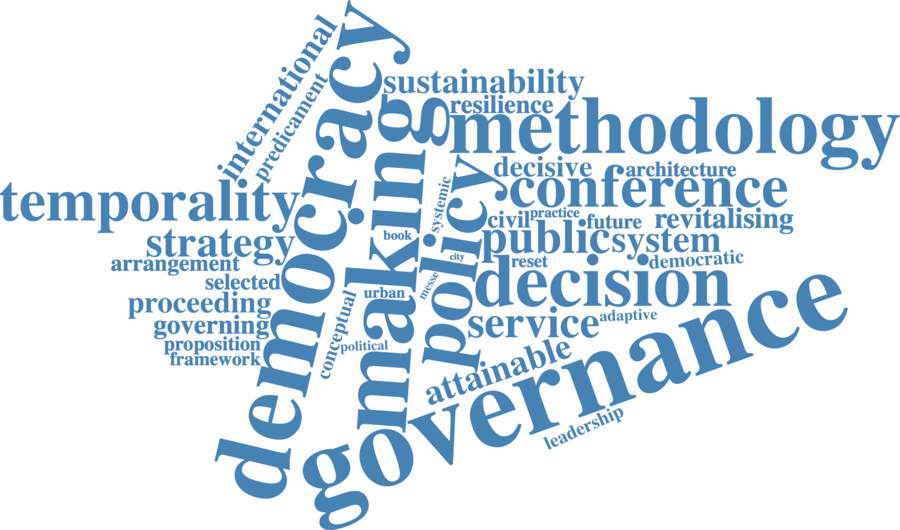 international
predicament
democracy
sustainability
resilience
methodology
making
decisive
architecture
temporality
policy
systemic
conference
civil
practice
future
revitalising
strategy
book
public
system
arrangement
city
reset
democratic
selected
messe
decision
proceeding
urban
conceptual
governing
service
adaptive
proposition
political
framework
attainable
governance
leadership